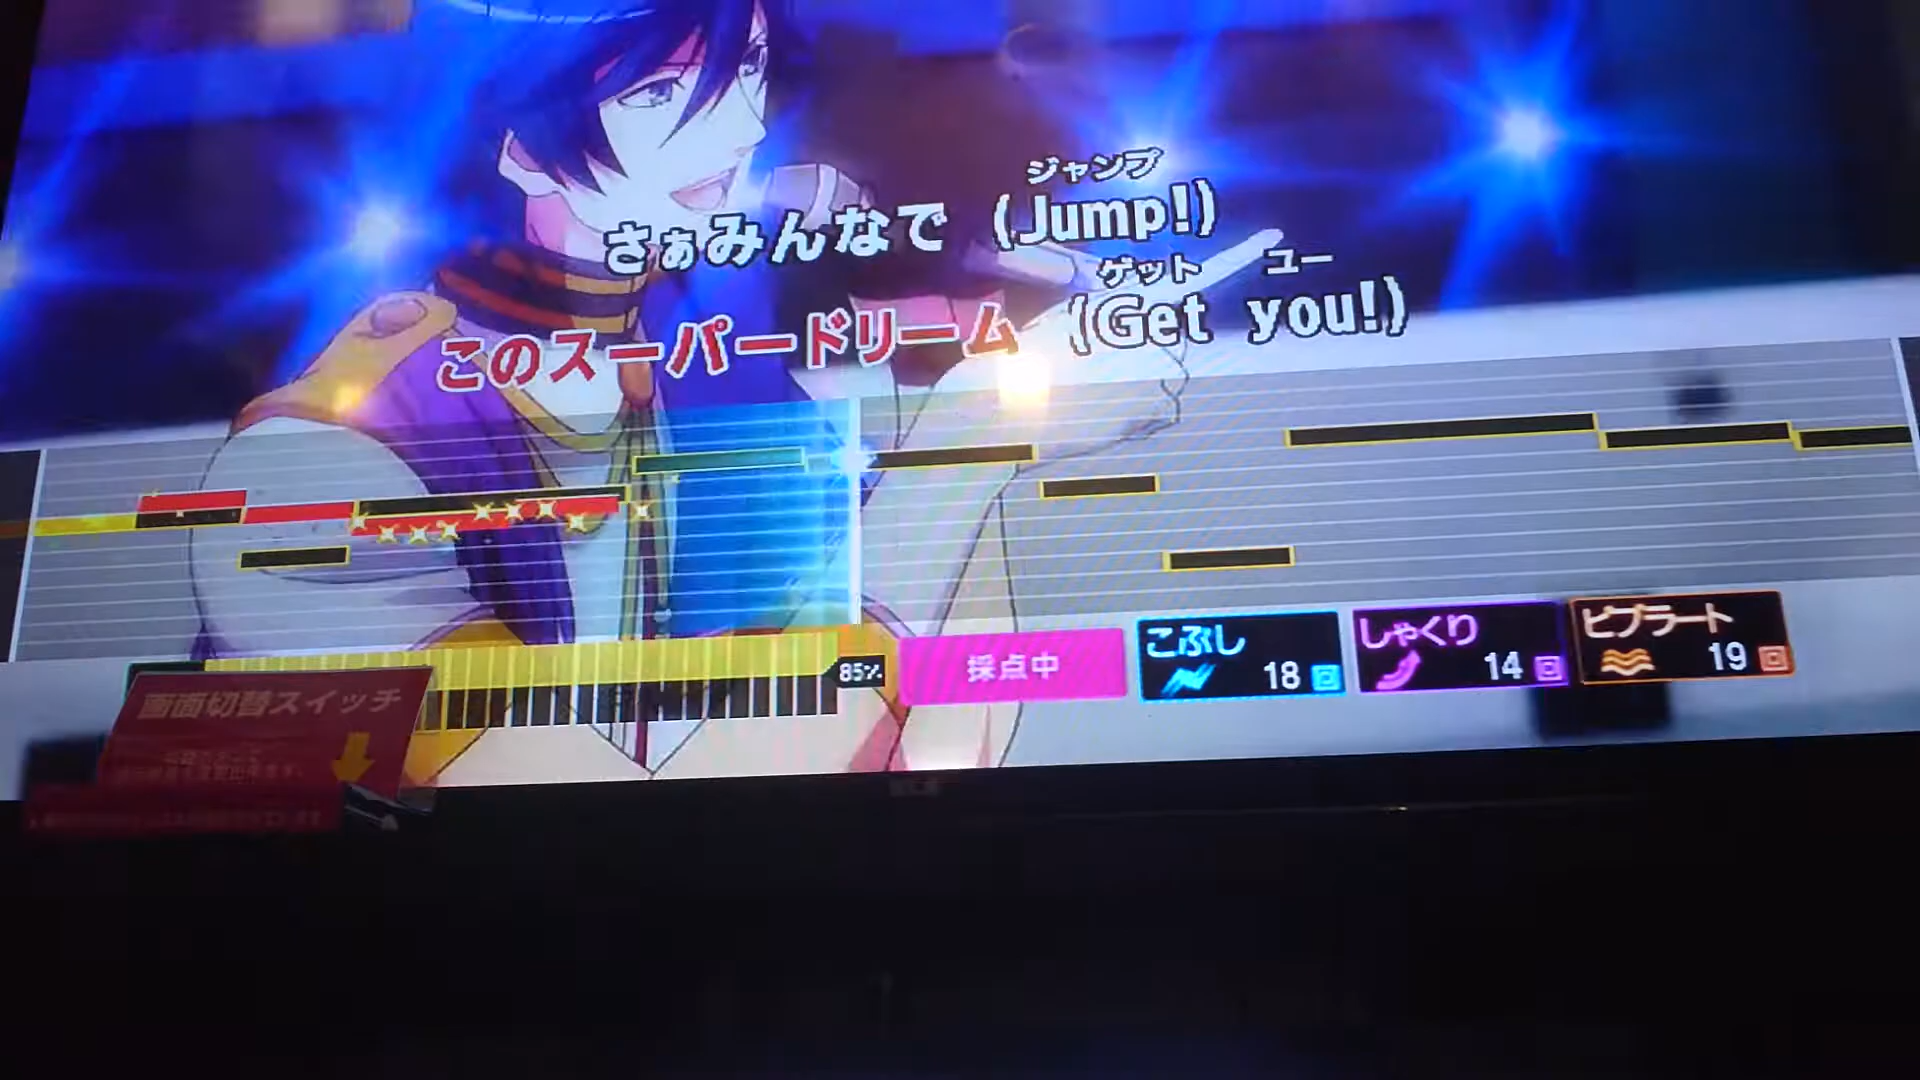 ジャンプ
さぁみんなで (Jump!)
ゲット ユー
このスーパードリーム (Get you!)
85%
採点中
こぶし
18回
しゃくり
14回
ビブラート
19回
画面切替スイッチ